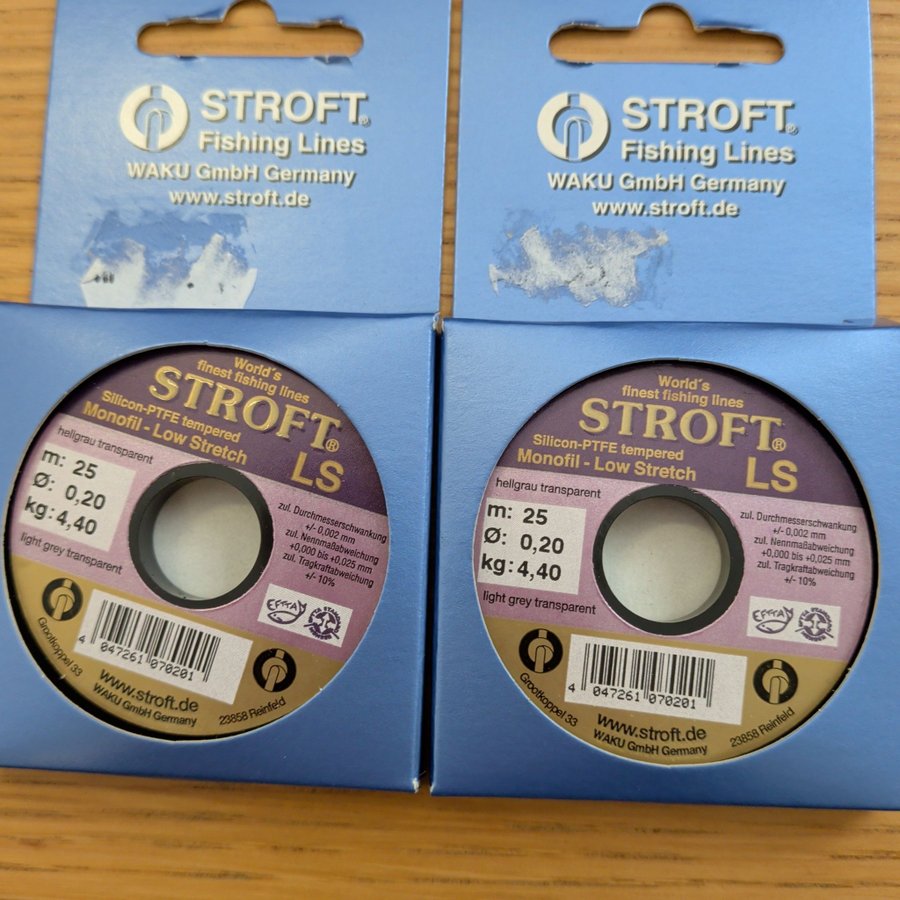 STROFT®
Fishing Lines
WAKU GmbH Germany
www.stroft.de
World´s
finest fishing lines
STROFT®
Silicon-PTFE tempered
Monofil - Low Stretch
LS
hellgrau transparent
m: 25
Ø: 0,20
kg: 4,40
light grey transparent
zul. Durchmesserschwankung
+/- 0,002 mm
zul. Nennmaßabweichung
+0,000 bis +0,025 mm
zul. Tragkraftabweichung
+/- 10%
EFTTA
4 047261 070201
Grootkoppel 33
www.stroft.de
WAKU GmbH Germany
23858 Reinfeld
STROFT®
Fishing Lines
WAKU GmbH Germany
www.stroft.de
World´s
finest fishing lines
STROFT®
Silicon-PTFE tempered
Monofil - Low Stretch
LS
hellgrau transparent
m: 25
Ø: 0,20
kg: 4,40
light grey transparent
zul. Durchmesserschwankung
+/- 0,002 mm
zul. Nennmaßabweichung
+0,000 bis +0,025 mm
zul. Tragkraftabweichung
+/- 10%
EFTTA
4 047261 070201
Grootkoppel 33
www.stroft.de
WAKU GmbH Germany
23858 Reinfeld